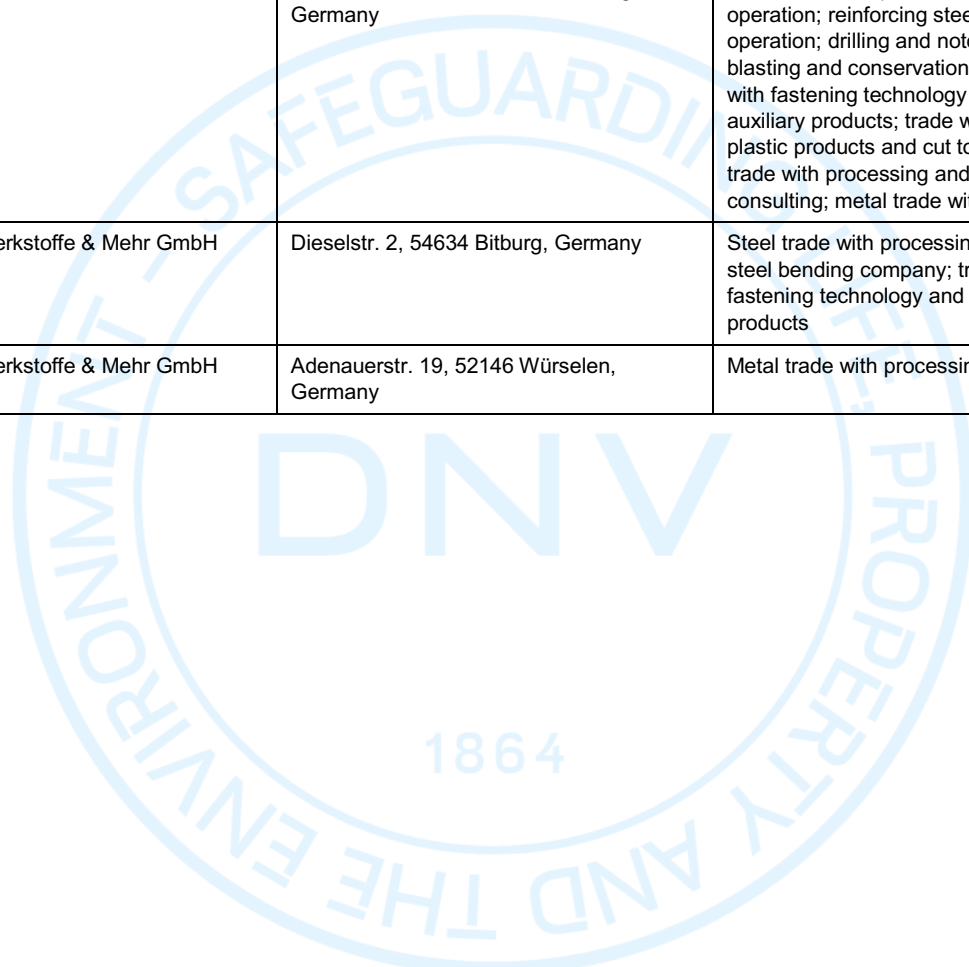 Germany
operation; reinforcing stee
operation; drilling and note
blasting and conservation
with fastening technology
auxiliary products; trade w
plastic products and cut to
trade with processing and
consulting; metal trade wit
erkstoffe & Mehr GmbH
Dieselstr. 2, 54634 Bitburg, Germany
Steel trade with processin
steel bending company; tr
fastening technology and
products
erkstoffe & Mehr GmbH
Adenauerstr. 19, 52146 Würselen,
Germany
Metal trade with processin
SAFEGUARDING LIFE, PROPERTY AND THE ENVIRONMENT –
DNV
1864